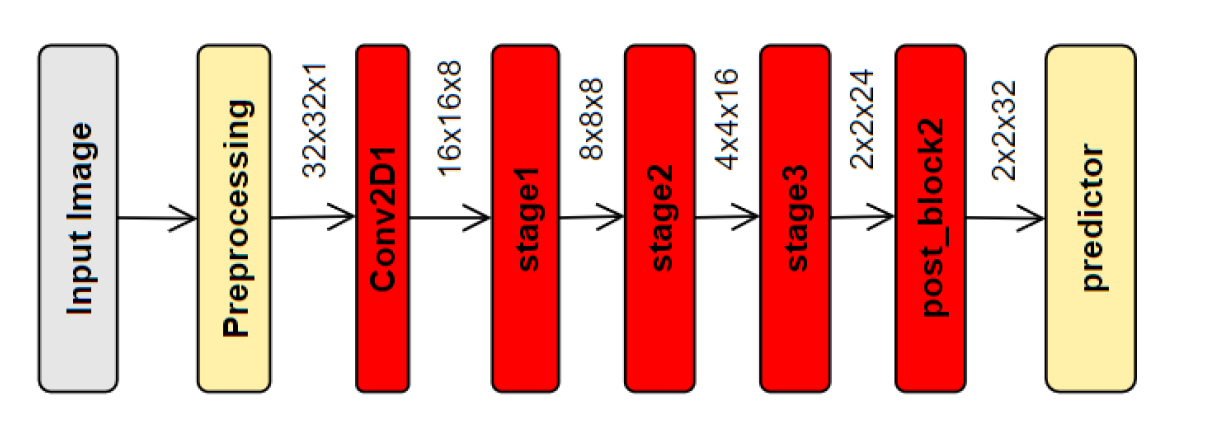 Input Image
Preprocessing
32x32x1
Conv2D1
16x16x8
stage1
8x8x8
stage2
4x4x16
stage3
2x2x24
post_block2
2x2x32
predictor